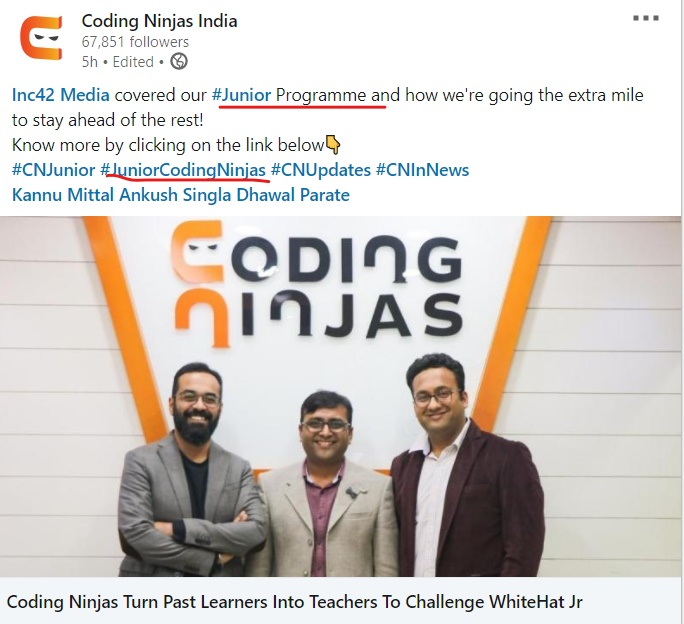 Coding Ninjas India
67,851 followers
5h • Edited •
Inc42 Media covered our #Junior Programme and how we're going the extra mile
to stay ahead of the rest!
Know more by clicking on the link below👇
#CNJunior #JuniorCodingNinjas #CNUpdates #CNInNews
Kannu Mittal Ankush Singla Dhawal Parate
CODING
NINJAS
Coding Ninjas Turn Past Learners Into Teachers To Challenge WhiteHat Jr